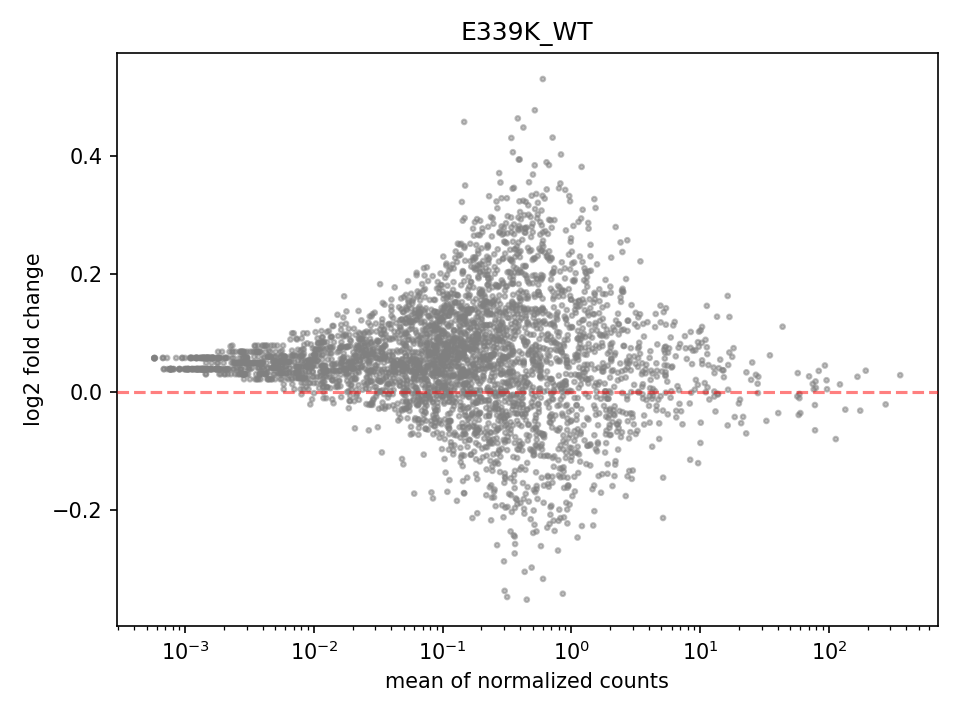 E339K_WT
log2 fold change
0.4
0.2
0.0
−0.2
10⁻³ 10⁻² 10⁻¹ 10⁰ 10¹ 10²
mean of normalized counts